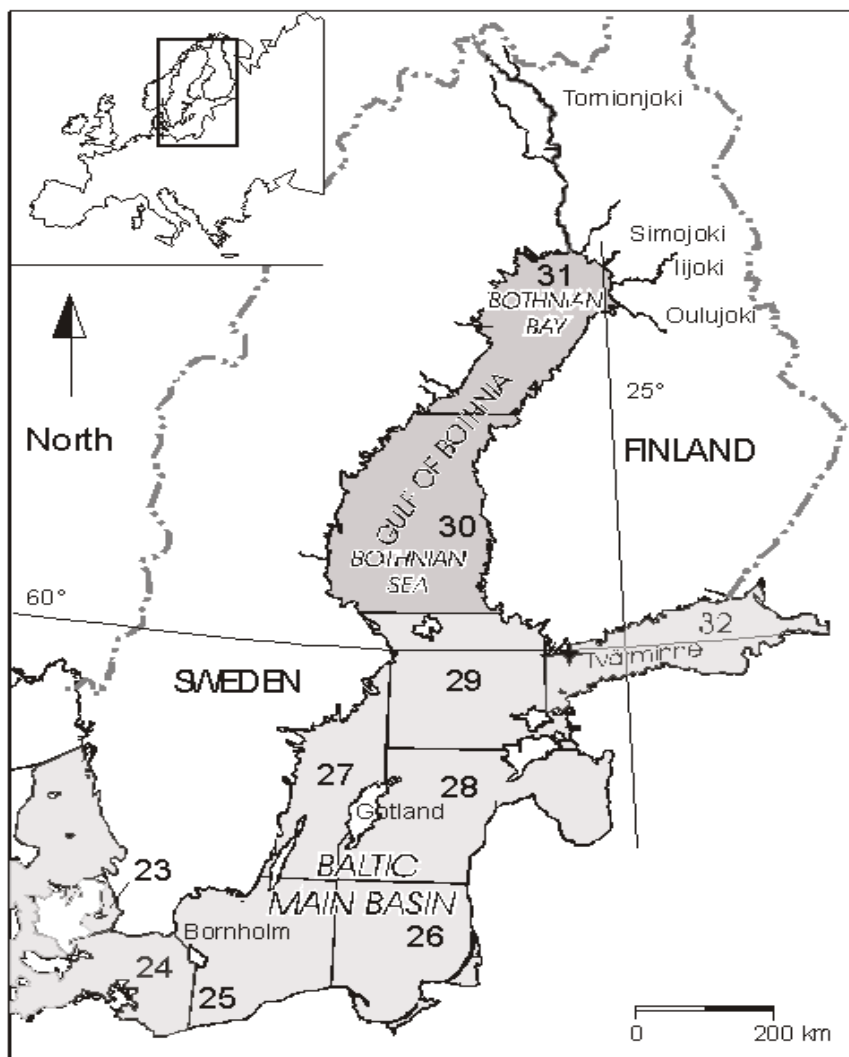 Tornionjoki
Simojoki
Iijoki
Oulujoki
31
BOTHNIAN
BAY
25°
North
GULF OF BOTHNIA
FINLAND
30
BOTHNIAN
SEA
60°
32
Tvärminne
SWEDEN
29
27
28
Gotland
BALTIC
23
MAIN BASIN
Bornholm
26
24
25
0 200 km